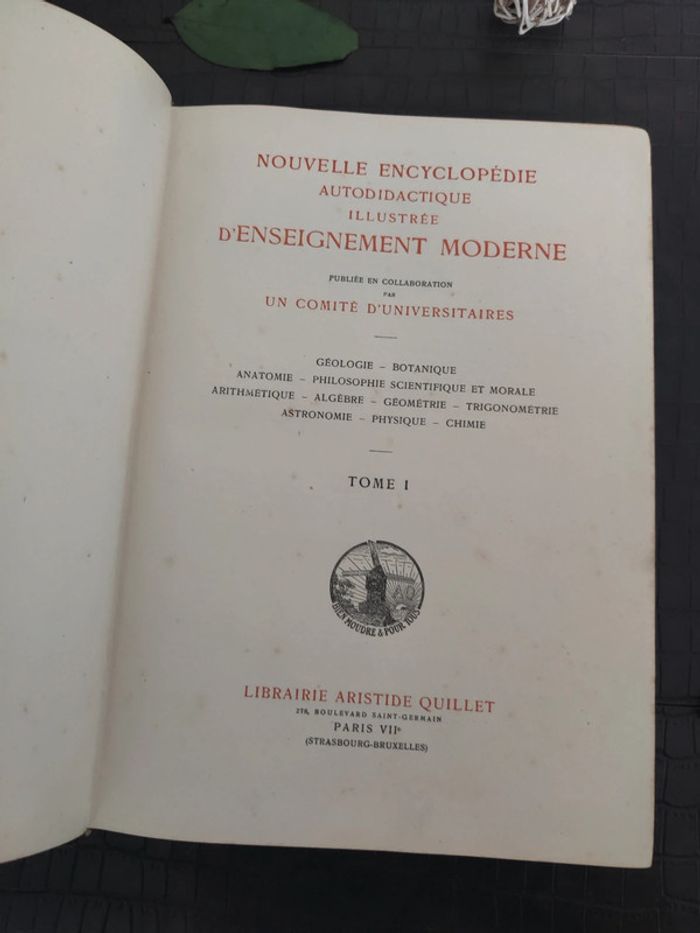 NOUVELLE ENCYCLOPÉDIE
AUTODIDACTIQUE
ILLUSTRÉE
D'ENSEIGNEMENT MODERNE
PUBLIÉE EN COLLABORATION
PAR
UN COMITÉ D'UNIVERSITAIRES
GÉOLOGIE – BOTANIQUE
ANATOMIE – PHILOSOPHIE SCIENTIFIQUE ET MORALE
ARITHMÉTIQUE – ALGÈBRE – GÉOMÉTRIE – TRIGONOMÉTRIE
ASTRONOMIE – PHYSIQUE – CHIMIE
TOME I
AQ
BIEN MOUDRE & POUR TOUS
LIBRAIRIE ARISTIDE QUILLET
278, BOULEVARD SAINT-GERMAIN
PARIS VIIe
(STRASBOURG-BRUXELLES)